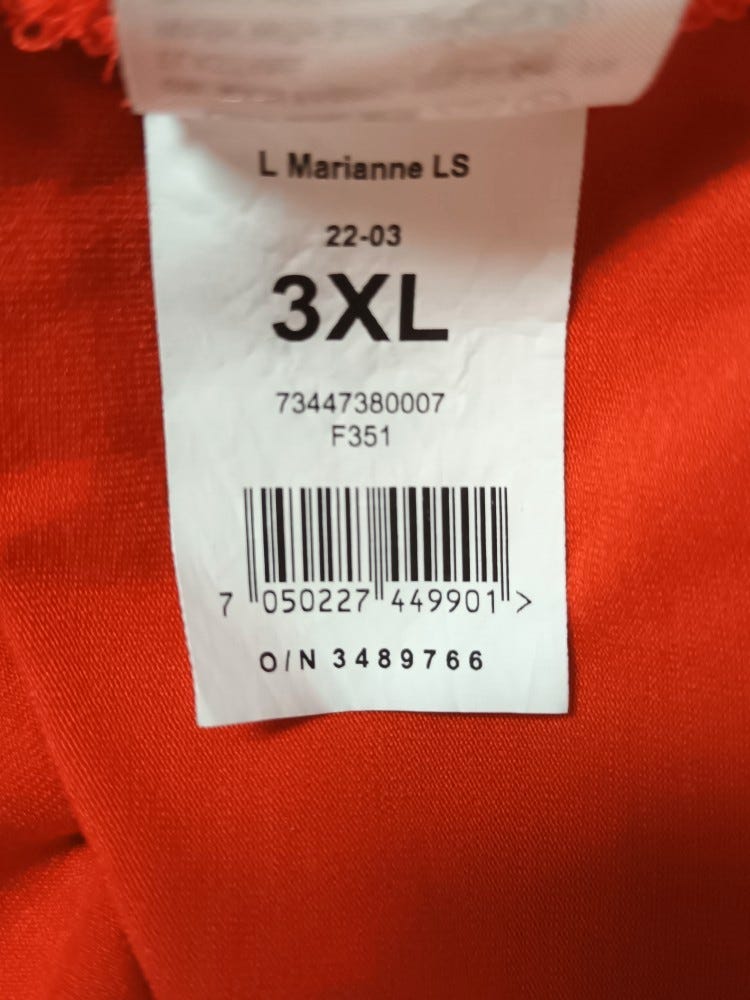 L Marianne LS
22-03
3XL
73447380007
F351
7 050227 449901 >
O/N 3489766